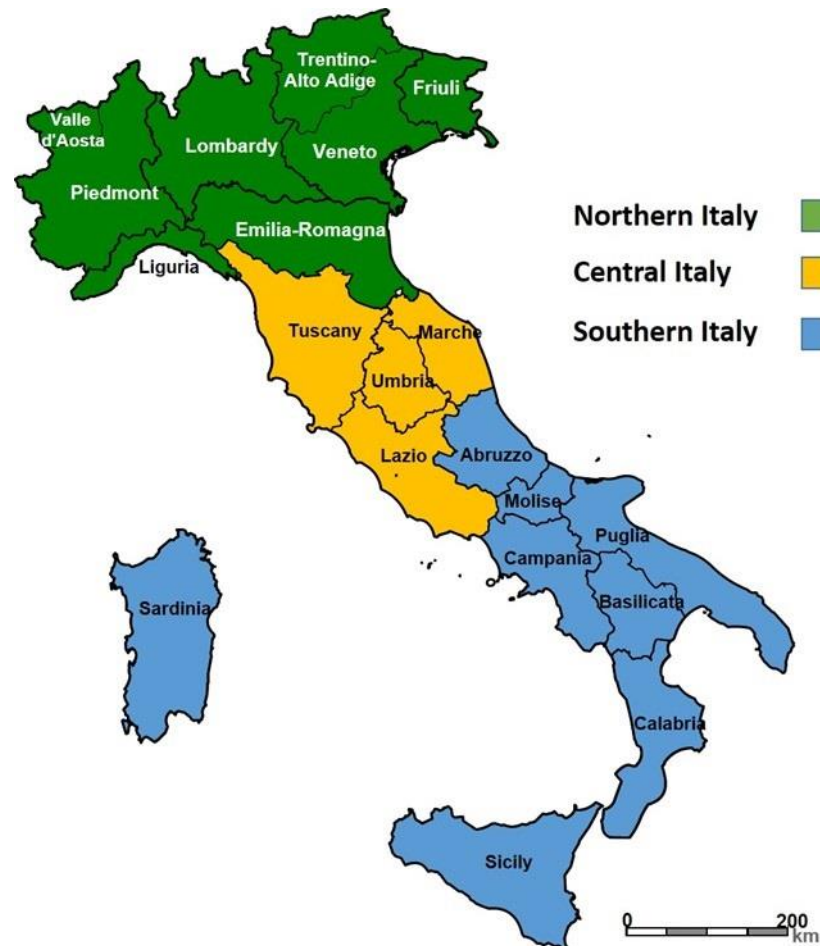 Trentino-
Alto Adige
Friuli
Valle
d'Aosta
Lombardy
Veneto
Piedmont
Emilia-Romagna
Liguria
Northern Italy
Central Italy
Southern Italy
Tuscany
Marche
Umbria
Lazio
Abruzzo
Molise
Puglia
Campania
Basilicata
Sardinia
Calabria
Sicily
0
200
km